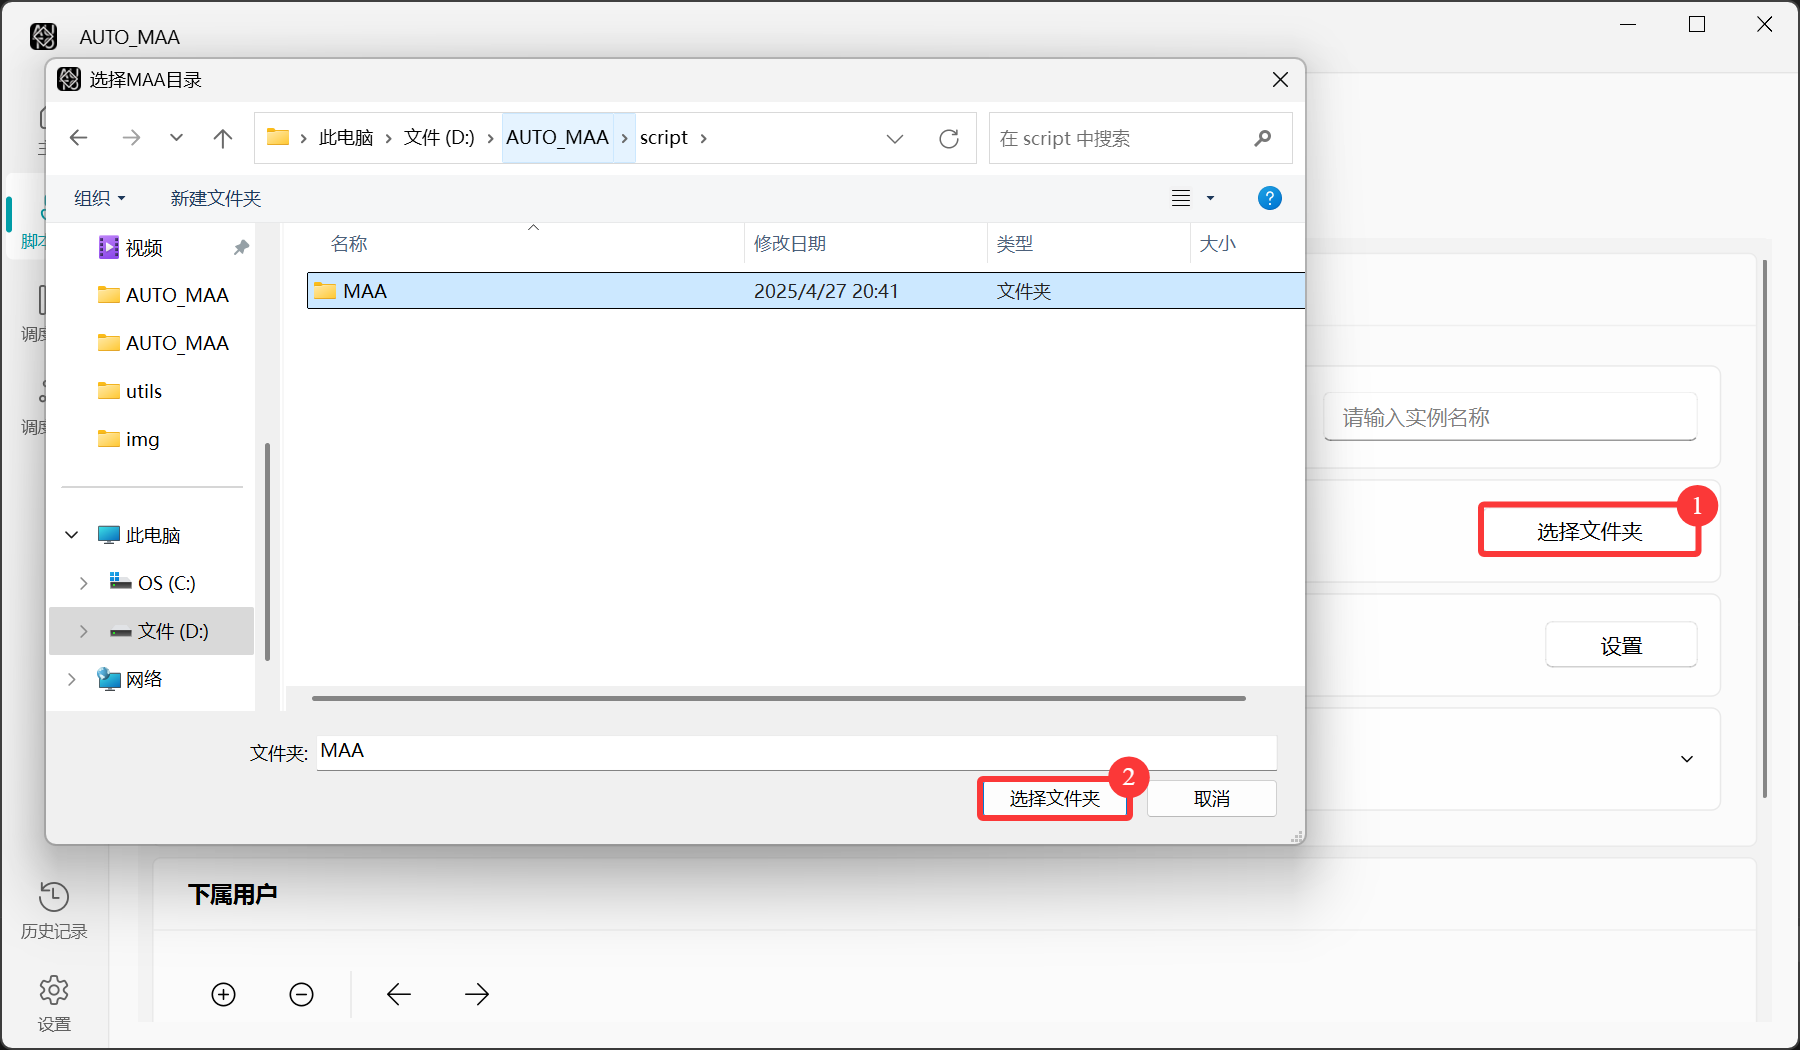 AUTO_MAA
选择MAA目录
此电脑 文件 (D:) AUTO_MAA script
在 script 中搜索
组织 新建文件夹
?
名称 修改日期 类型 大小
MAA 2025/4/27 20:41 文件夹
视频
AUTO_MAA
AUTO_MAA
utils
img
此电脑
OS (C:)
文件 (D:)
网络
文件夹: MAA
选择文件夹 2 取消
脚本
请输入实例名称
1
选择文件夹
设置
下属用户
历史记录
设置